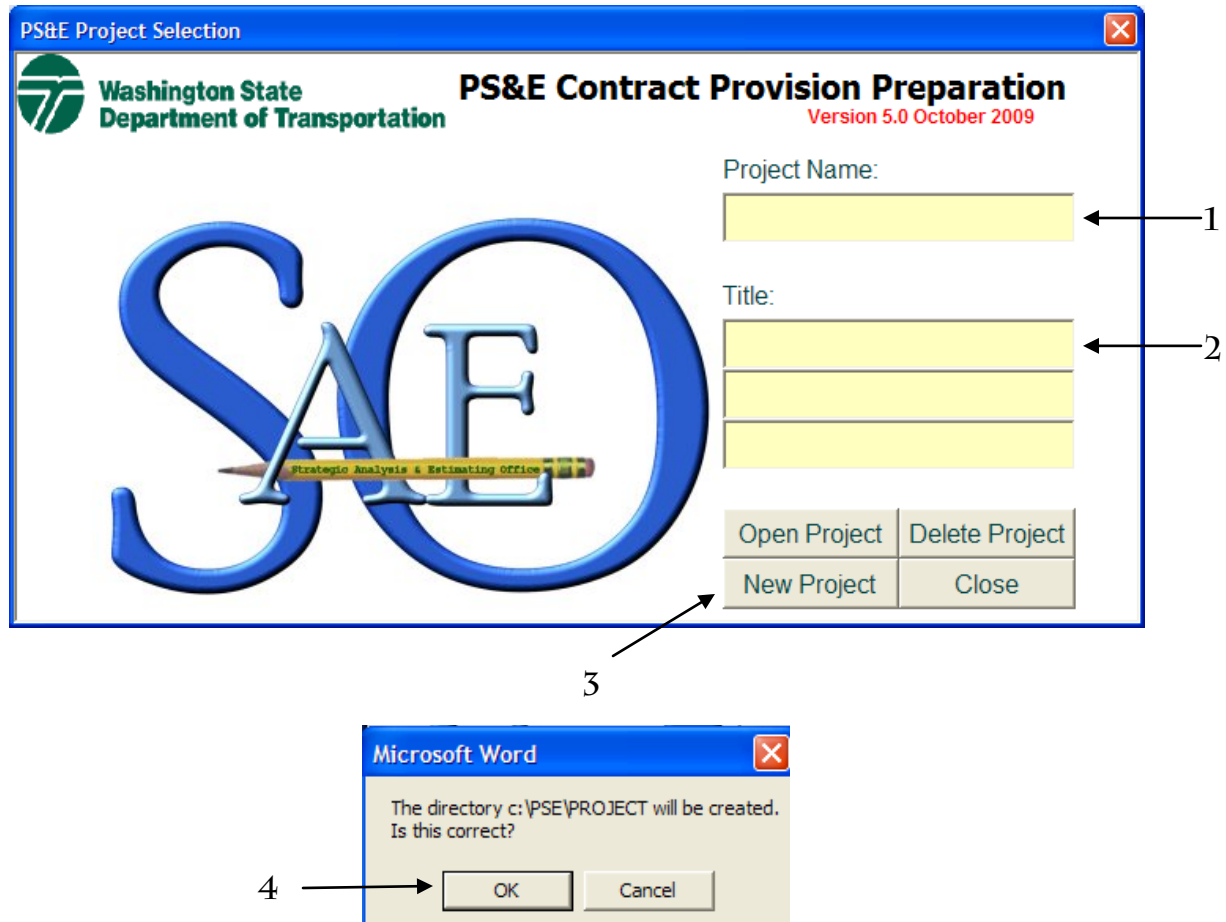 PS&E Project Selection
Washington State
Department of Transportation
PS&E Contract Provision Preparation
Version 5.0 October 2009
Project Name:
1
Title:
2
SAEO
Strategic Analysis & Estimating Office
Open Project
Delete Project
New Project
Close
3
Microsoft Word
The directory c:\PSE\PROJECT will be created.
Is this correct?
4
OK
Cancel